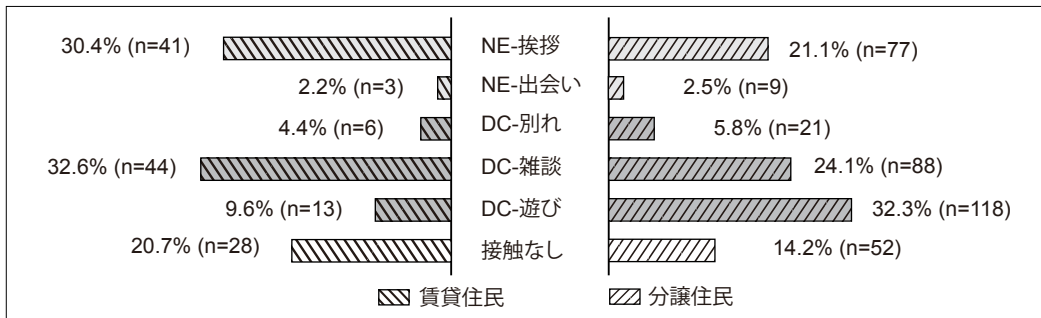 30.4% (n=41) NE-挨拶 21.1% (n=77)
2.2% (n=3) NE-出会い 2.5% (n=9)
4.4% (n=6) DC-別れ 5.8% (n=21)
32.6% (n=44) DC-雑談 24.1% (n=88)
9.6% (n=13) DC-遊び 32.3% (n=118)
20.7% (n=28) 接触なし 14.2% (n=52)
賃貸住民 分譲住民